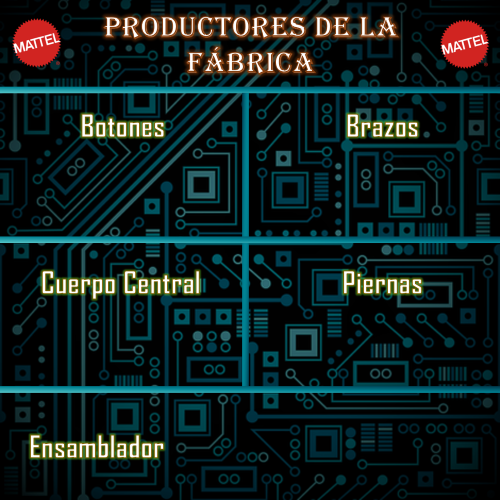 PRODUCTORES DE LA
FÁBRICA
MATTEL
MATTEL
Botones
Brazos
Cuerpo Central
Piernas
Ensamblador